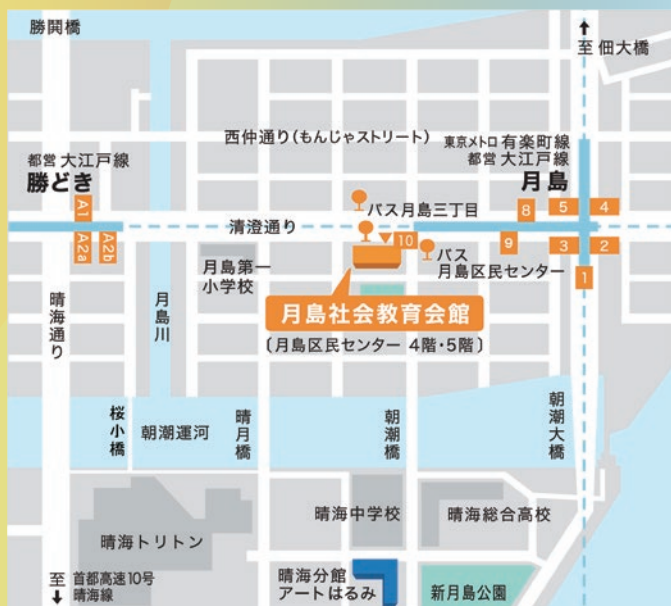 勝鬨橋
至 佃大橋
西仲通り(もんじゃストリート)
東京メトロ 有楽町線
都営 大江戸線
月島
都営 大江戸線
勝どき
A1
A2a
A2b
バス月島三丁目
清澄通り
8
5
4
10
9
3
2
1
バス
月島区民センター
月島第一
小学校
月島社会教育会館
〔月島区民センター 4階・5階〕
晴海通り
月島川
桜小橋
朝潮運河
晴月橋
朝潮橋
朝潮大橋
晴海トリトン
晴海中学校
晴海総合高校
至 首都高速10号
晴海線
晴海分館
アートはるみ
新月島公園